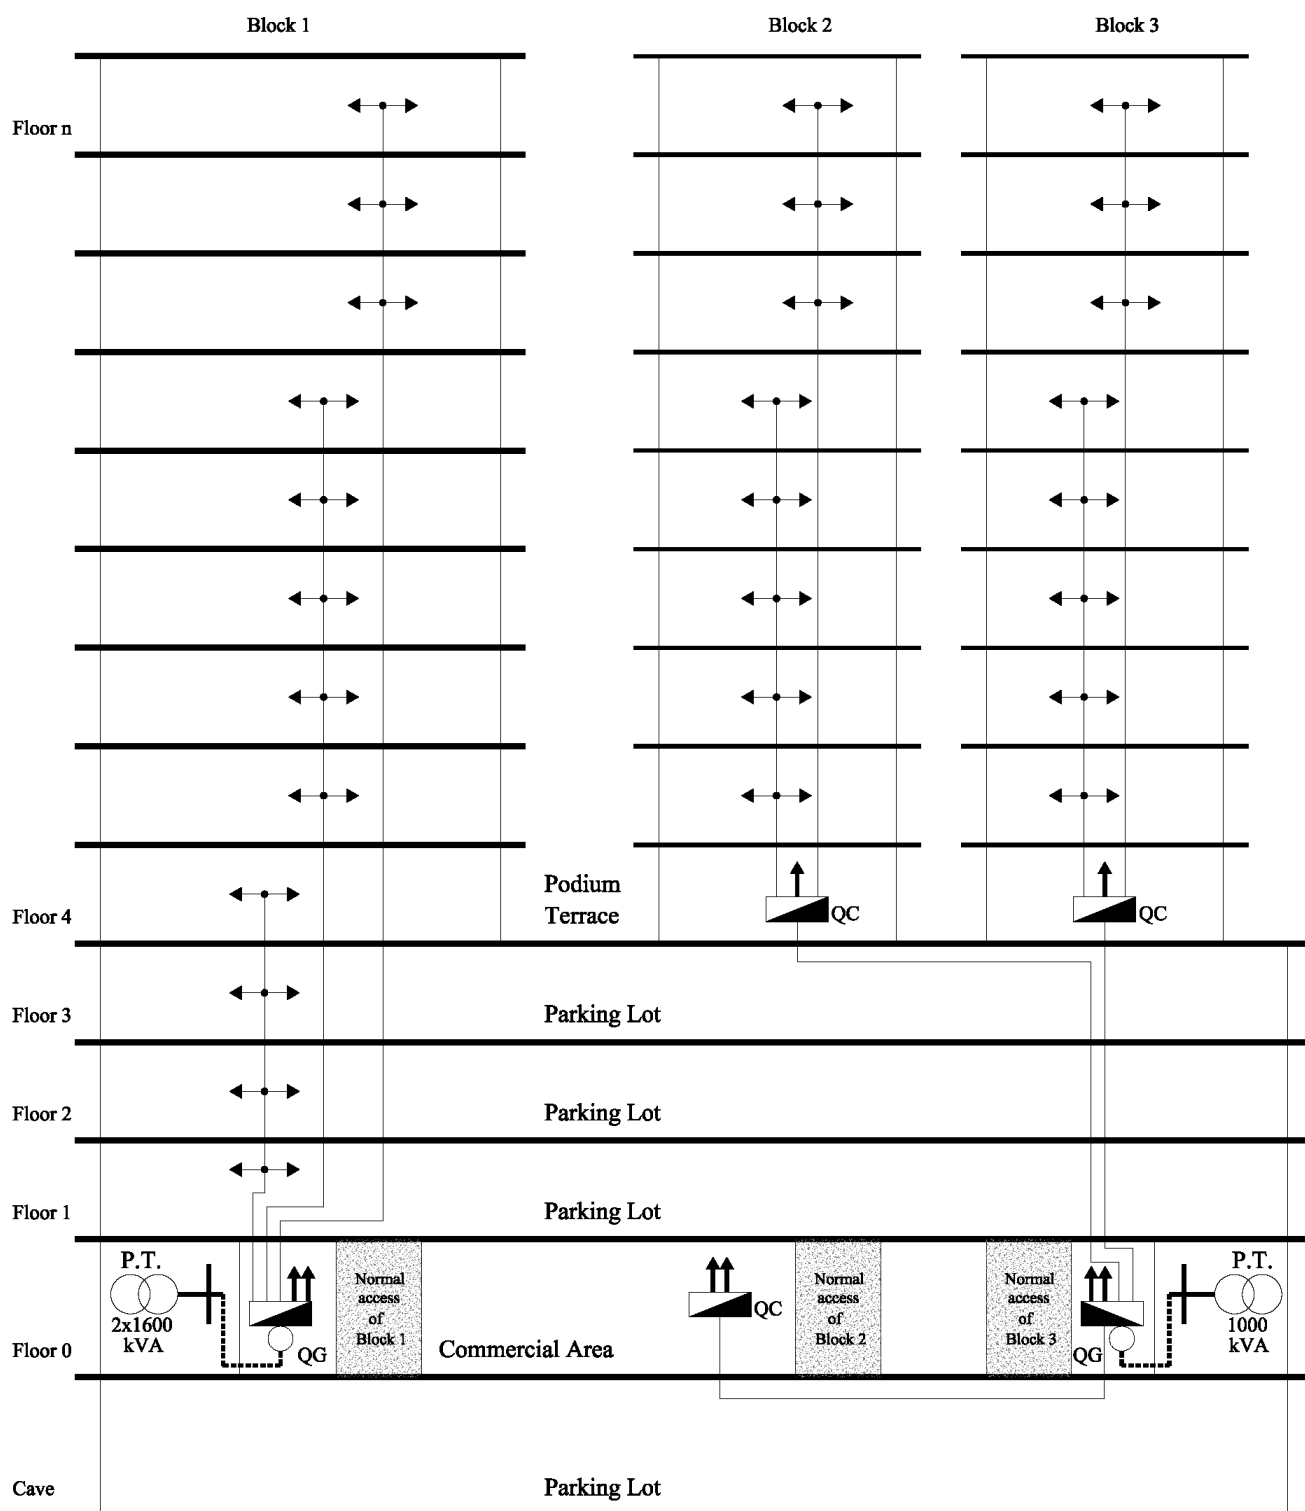 Block 1
Block 2
Block 3
Floor n
Podium
Terrace
Floor 4
QC
QC
Floor 3
Parking Lot
Floor 2
Parking Lot
Floor 1
Parking Lot
P.T.
2x1600
kVA
QG
Normal
access
of
Block 1
Commercial Area
QC
Normal
access
of
Block 2
Normal
access
of
Block 3
QG
P.T.
1000
kVA
Floor 0
Cave
Parking Lot